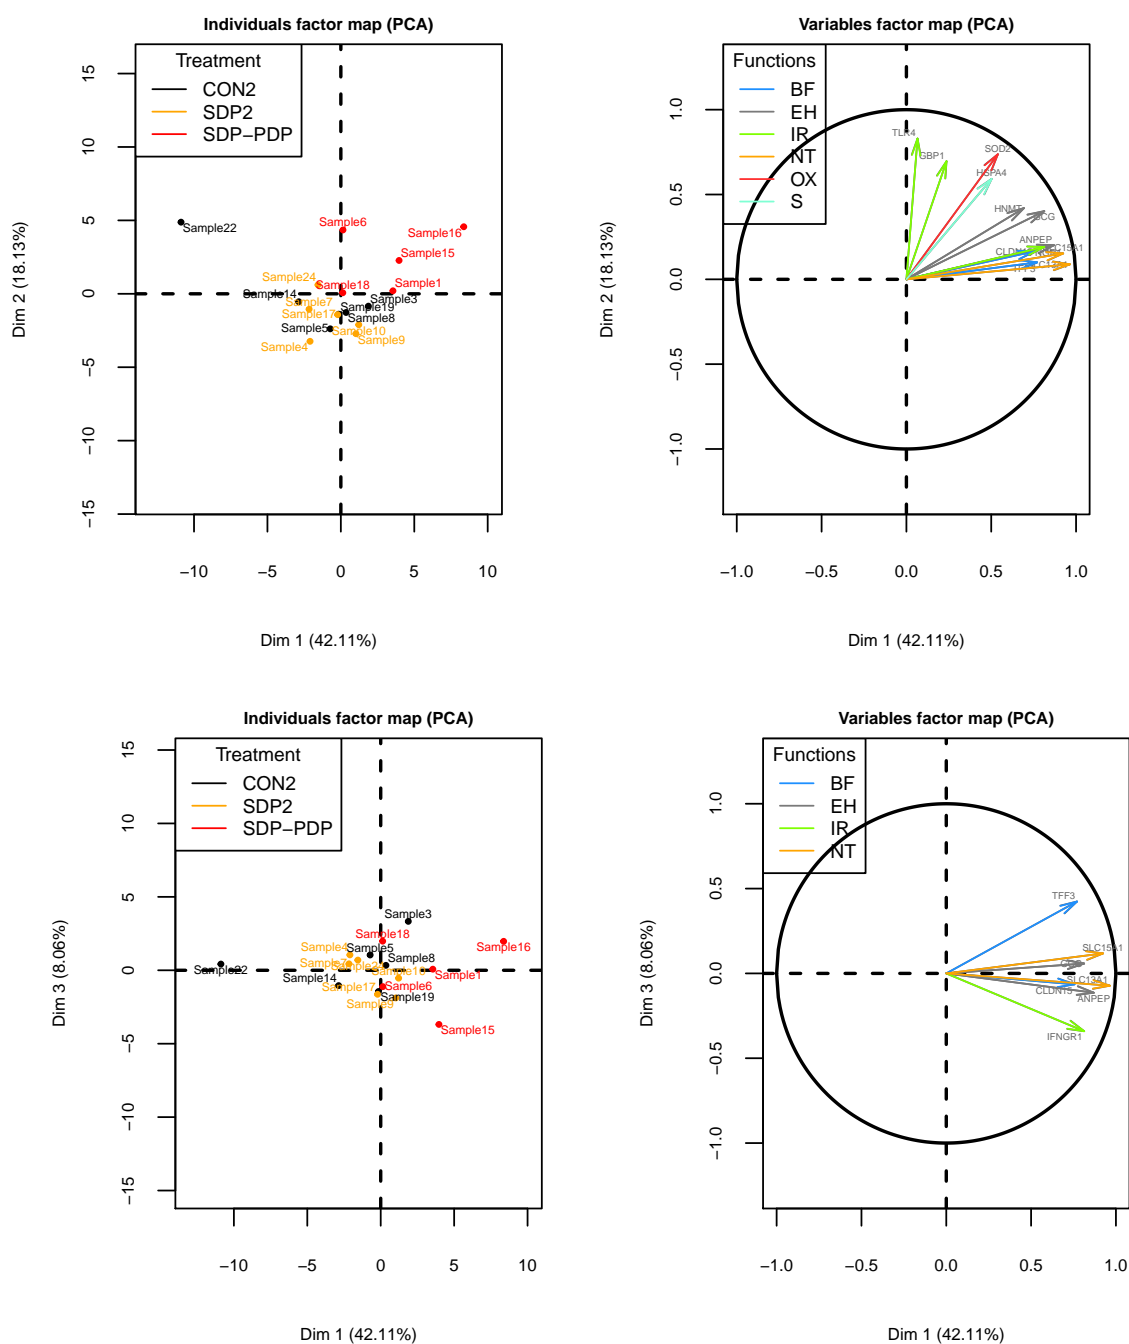 Individuals factor map (PCA)
Treatment
CON2
SDP2
SDP−PDP
15
10
5
0
−5
−10
−15
Dim 2 (18.13%)
Sample22
Sample6
Sample16
Sample15
Sample24
Sample18
Sample1
Sample14
Sample7
Sample3
Sample19
Sample17
Sample8
Sample5
Sample10
Sample4
Sample9
−10
−5
0
5
10
Dim 1 (42.11%)
Variables factor map (PCA)
Functions
BF
EH
IR
NT
OX
S
1.0
0.5
0.0
−0.5
−1.0
Dim 2 (18.13%)
TLR4
GBP1
SOD2
HSPA4
HNMT
GCG
ANPEP
TFF3
−1.0
−0.5
0.0
0.5
1.0
Dim 1 (42.11%)
Individuals factor map (PCA)
Treatment
CON2
SDP2
SDP−PDP
15
10
5
0
−5
−10
−15
Dim 3 (8.06%)
Sample3
Sample18
Sample4
Sample5
Sample16
Sample8
Sample7
Sample24
Sample22
Sample10
Sample1
Sample14
Sample17
Sample6
Sample9
Sample19
Sample15
−10
−5
0
5
10
Dim 1 (42.11%)
Variables factor map (PCA)
Functions
BF
EH
IR
NT
1.0
0.5
0.0
−0.5
−1.0
Dim 3 (8.06%)
TFF3
SLC15A1
SLC13A1
CLDN15
ANPEP
IFNGR1
−1.0
−0.5
0.0
0.5
1.0
Dim 1 (42.11%)